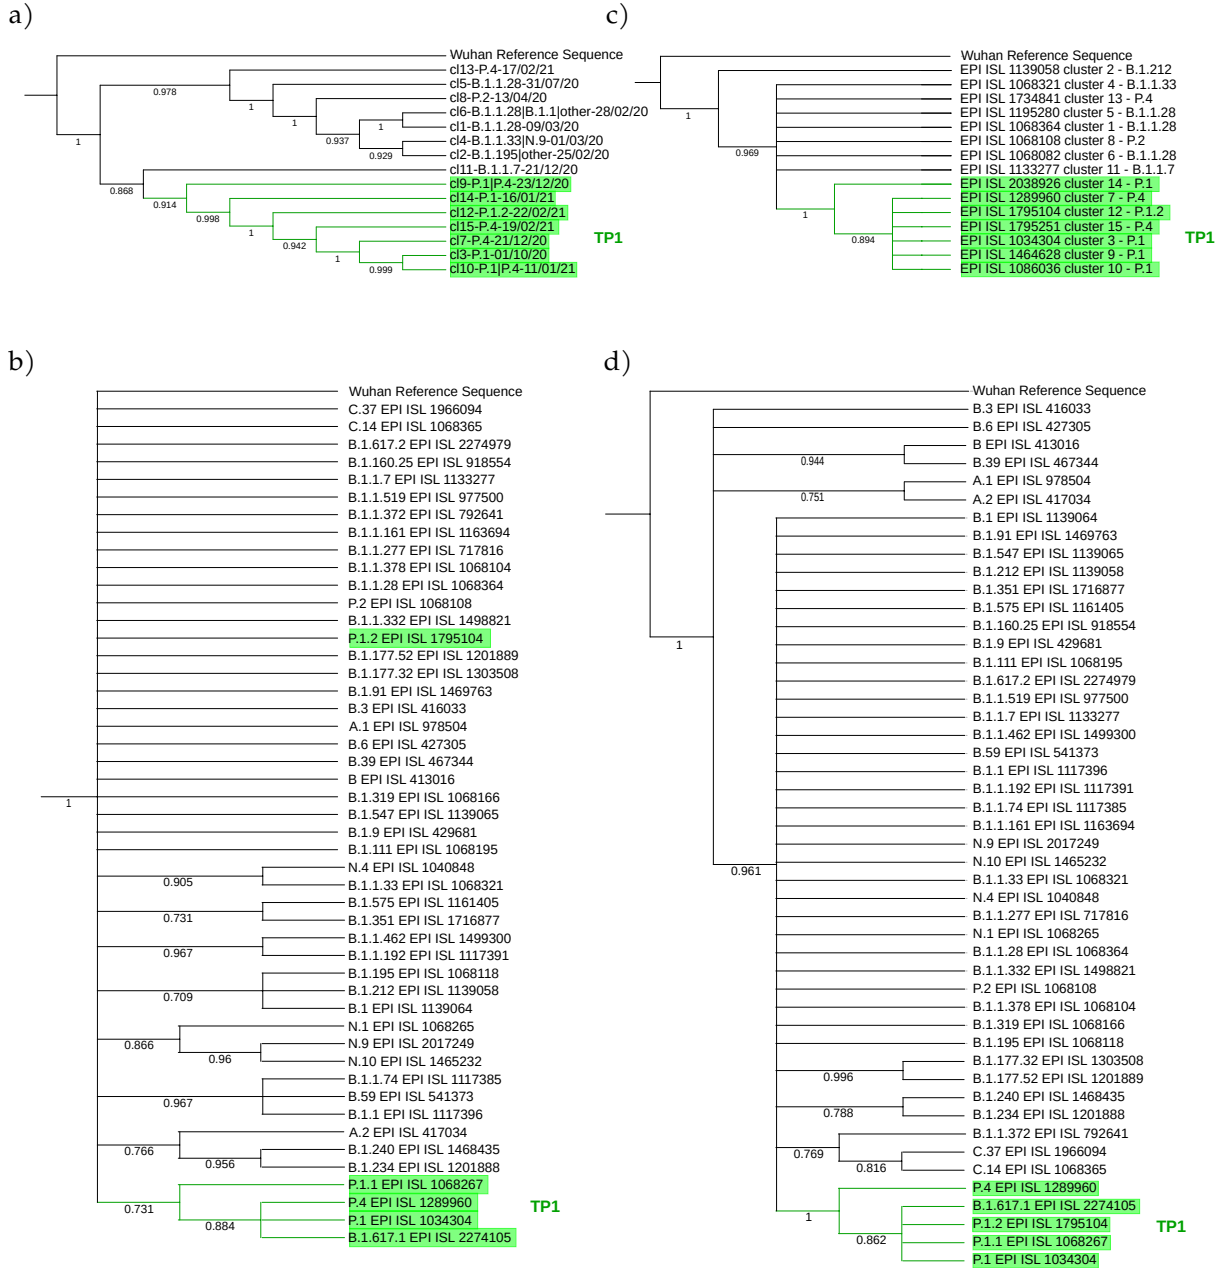 a)
Wuhan Reference Sequence
cl13-P.4-17/02/21
cl5-B.1.1.28-31/07/20
cl8-P.2-13/04/20
cl6-B.1.1.28|B.1.1|other-28/02/20
cl1-B.1.1.28-09/03/20
cl4-B.1.1.33|N.9-01/03/20
cl2-B.1.195|other-25/02/20
cl11-B.1.1.7-21/12/20
cl9-P.1|P.4-23/12/20
cl14-P.1-16/01/21
cl12-P.1.2-22/02/21
cl15-P.4-19/02/21
cl7-P.4-21/12/20
cl3-P.1-01/10/20
cl10-P.1|P.4-11/01/21
0.978
1
1
1
0.937
1
0.929
0.868
0.914
0.998
1
0.942
1
0.999
TP1
c)
Wuhan Reference Sequence
EPI ISL 1139058 cluster 2 - B.1.212
EPI ISL 1068321 cluster 4 - B.1.1.33
EPI ISL 1734841 cluster 13 - P.4
EPI ISL 1195280 cluster 5 - B.1.1.28
EPI ISL 1068364 cluster 1 - B.1.1.28
EPI ISL 1068108 cluster 8 - P.2
EPI ISL 1068082 cluster 6 - B.1.1.28
EPI ISL 1133277 cluster 11 - B.1.1.7
EPI ISL 2038926 cluster 14 - P.1
EPI ISL 1289960 cluster 7 - P.4
EPI ISL 1795104 cluster 12 - P.1.2
EPI ISL 1795251 cluster 15 - P.4
EPI ISL 1034304 cluster 3 - P.1
EPI ISL 1464628 cluster 9 - P.1
EPI ISL 1086036 cluster 10 - P.1
1
0.969
1
0.894
TP1
b)
Wuhan Reference Sequence
C.37 EPI ISL 1966094
C.14 EPI ISL 1068365
B.1.617.2 EPI ISL 2274979
B.1.160.25 EPI ISL 918554
B.1.1.7 EPI ISL 1133277
B.1.1.519 EPI ISL 977500
B.1.1.372 EPI ISL 792641
B.1.1.161 EPI ISL 1163694
B.1.1.277 EPI ISL 717816
B.1.1.378 EPI ISL 1068104
B.1.1.28 EPI ISL 1068364
P.2 EPI ISL 1068108
B.1.1.332 EPI ISL 1498821
P.1.2 EPI ISL 1795104
B.1.177.52 EPI ISL 1201889
B.1.177.32 EPI ISL 1303508
B.1.91 EPI ISL 1469763
B.3 EPI ISL 416033
A.1 EPI ISL 978504
B.6 EPI ISL 427305
B.39 EPI ISL 467344
B EPI ISL 413016
B.1.319 EPI ISL 1068166
B.1.547 EPI ISL 1139065
B.1.9 EPI ISL 429681
B.1.111 EPI ISL 1068195
N.4 EPI ISL 1040848
B.1.1.33 EPI ISL 1068321
B.1.575 EPI ISL 1161405
B.1.351 EPI ISL 1716877
B.1.1.462 EPI ISL 1499300
B.1.1.192 EPI ISL 1117391
B.1.195 EPI ISL 1068118
B.1.212 EPI ISL 1139058
B.1 EPI ISL 1139064
N.1 EPI ISL 1068265
N.9 EPI ISL 2017249
N.10 EPI ISL 1465232
B.1.1.74 EPI ISL 1117385
B.59 EPI ISL 541373
B.1.1 EPI ISL 1117396
A.2 EPI ISL 417034
B.1.240 EPI ISL 1468435
B.1.234 EPI ISL 1201888
P.1.1 EPI ISL 1068267
P.4 EPI ISL 1289960
P.1 EPI ISL 1034304
B.1.617.1 EPI ISL 2274105
1
0.905
0.731
0.967
0.709
0.866
0.96
0.967
0.766
0.956
0.731
0.884
TP1
d)
Wuhan Reference Sequence
B.3 EPI ISL 416033
B.6 EPI ISL 427305
B EPI ISL 413016
B.39 EPI ISL 467344
A.1 EPI ISL 978504
A.2 EPI ISL 417034
B.1 EPI ISL 1139064
B.1.91 EPI ISL 1469763
B.1.547 EPI ISL 1139065
B.1.212 EPI ISL 1139058
B.1.351 EPI ISL 1716877
B.1.575 EPI ISL 1161405
B.1.160.25 EPI ISL 918554
B.1.9 EPI ISL 429681
B.1.111 EPI ISL 1068195
B.1.617.2 EPI ISL 2274979
B.1.1.519 EPI ISL 977500
B.1.1.7 EPI ISL 1133277
B.1.1.462 EPI ISL 1499300
B.59 EPI ISL 541373
B.1.1 EPI ISL 1117396
B.1.1.192 EPI ISL 1117391
B.1.1.74 EPI ISL 1117385
B.1.1.161 EPI ISL 1163694
N.9 EPI ISL 2017249
N.10 EPI ISL 1465232
B.1.1.33 EPI ISL 1068321
N.4 EPI ISL 1040848
B.1.1.277 EPI ISL 717816
N.1 EPI ISL 1068265
B.1.1.28 EPI ISL 1068364
B.1.1.332 EPI ISL 1498821
P.2 EPI ISL 1068108
B.1.1.378 EPI ISL 1068104
B.1.319 EPI ISL 1068166
B.1.195 EPI ISL 1068118
B.1.177.32 EPI ISL 1303508
B.1.177.52 EPI ISL 1201889
B.1.240 EPI ISL 1468435
B.1.234 EPI ISL 1201888
B.1.1.372 EPI ISL 792641
C.37 EPI ISL 1966094
C.14 EPI ISL 1068365
P.4 EPI ISL 1289960
B.1.617.1 EPI ISL 2274105
P.1.2 EPI ISL 1795104
P.1.1 EPI ISL 1068267
P.1 EPI ISL 1034304
0.944
0.751
1
0.961
0.996
0.788
0.769
0.816
1
0.862
TP1